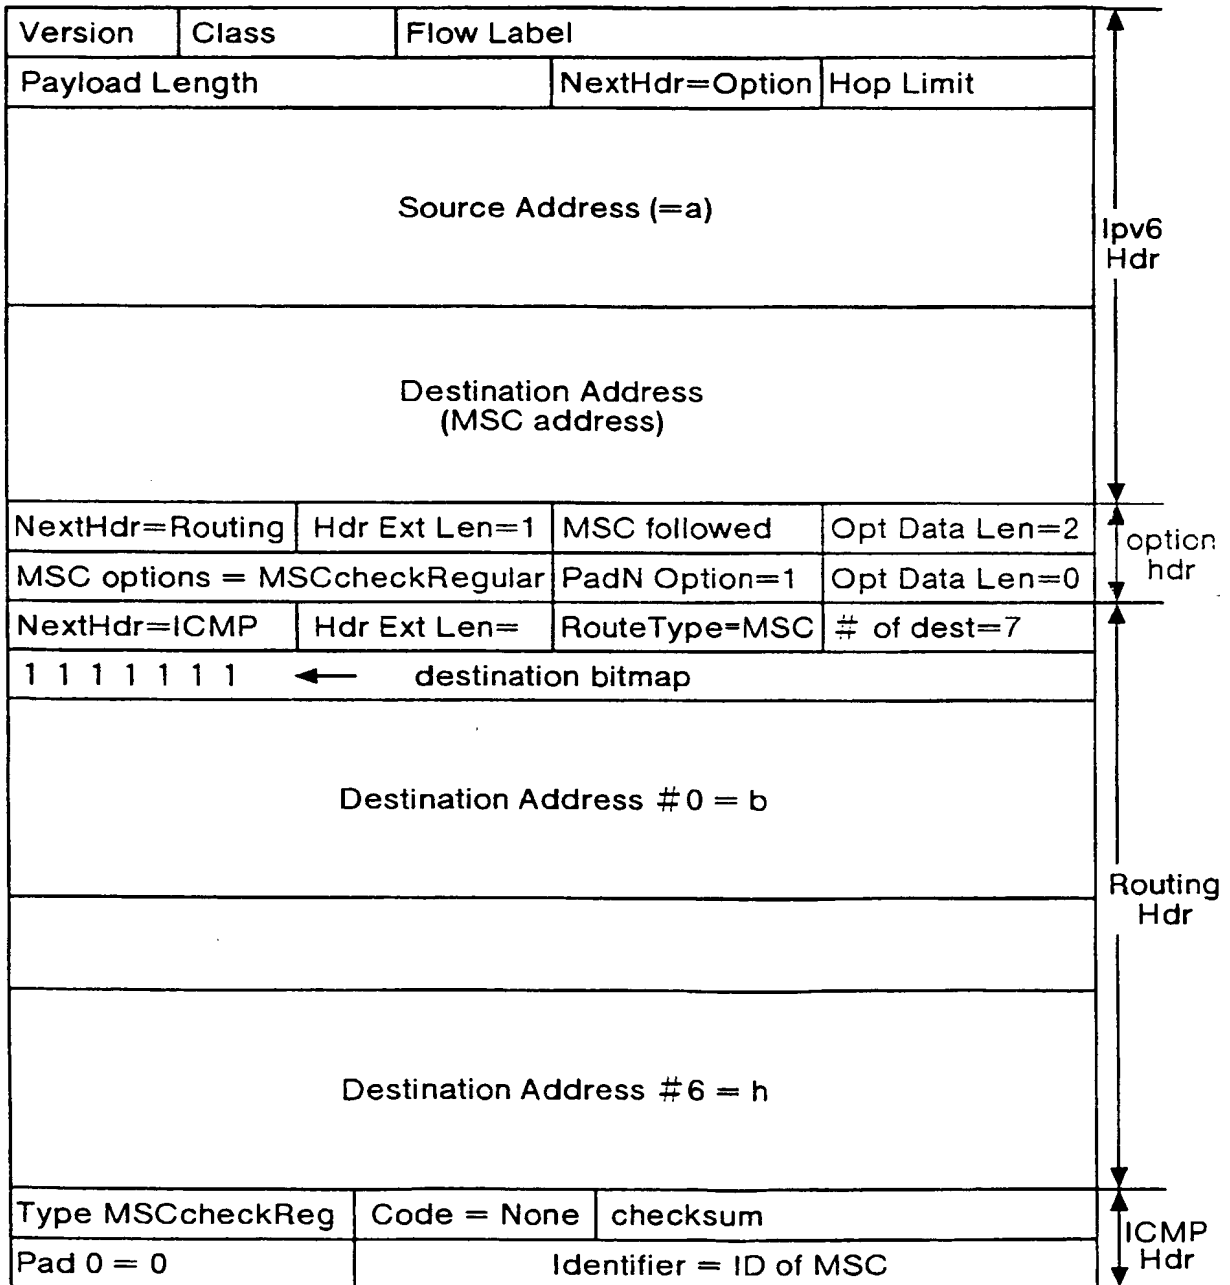 Version Class Flow Label
Payload Length NextHdr=Option Hop Limit
Source Address (=a)
Ipv6
Hdr
Destination Address
(MSC address)
NextHdr=Routing Hdr Ext Len=1 MSC followed Opt Data Len=2
MSC options = MSCcheckRegular PadN Option=1 Opt Data Len=0
option
hdr
NextHdr=ICMP Hdr Ext Len= RouteType=MSC # of dest=7
1 1 1 1 1 1 1 ← destination bitmap
Destination Address #0 = b
Routing
Hdr
Destination Address #6 = h
Type MSCcheckReg Code = None checksum
Pad 0 = 0 Identifier = ID of MSC
ICMP
Hdr